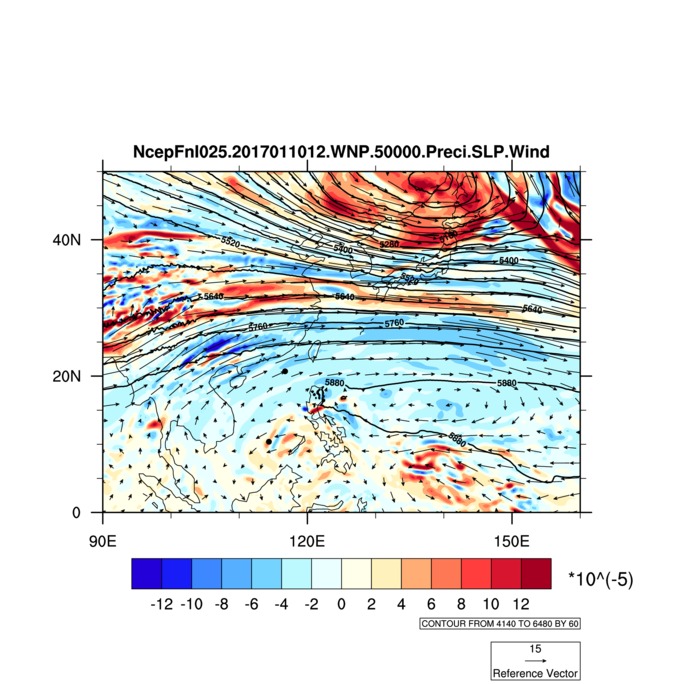 NcepFnl025.2017011012.WNP.50000.Preci.SLP.Wind
40N
20N
0
90E 120E 150E
5520
5400
5280
5160
5400
5520
5640
5640
5640
5760
5760
5880
5880
5880
-12 -10 -8 -6 -4 -2 0 2 4 6 8 10 12
*10^(-5)
CONTOUR FROM 4140 TO 6480 BY 60
15
Reference Vector